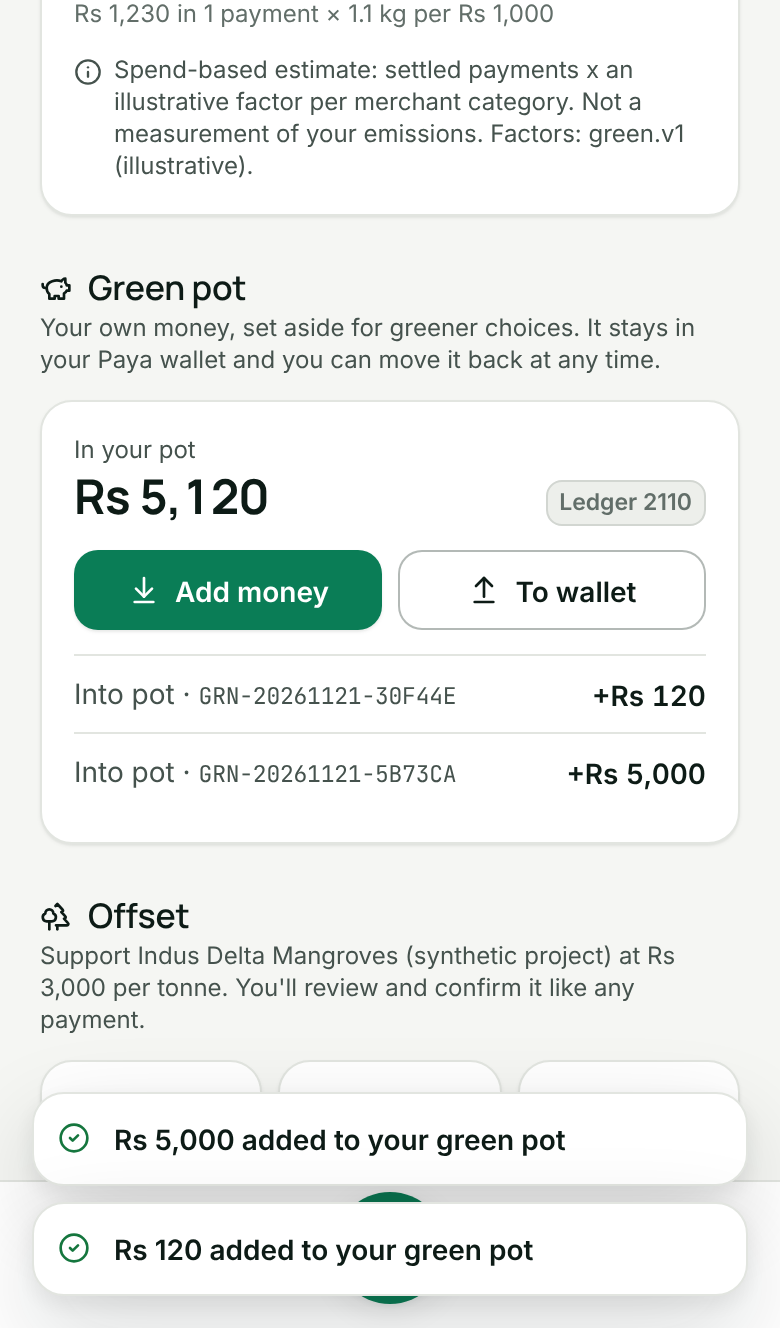 Rs 1,230 in 1 payment × 1.1 kg per Rs 1,000
Spend-based estimate: settled payments x an
illustrative factor per merchant category. Not a
measurement of your emissions. Factors: green.v1
(illustrative).
Green pot
Your own money, set aside for greener choices. It stays in
your Paya wallet and you can move it back at any time.
In your pot
Rs 5,120
Ledger 2110
Add money
To wallet
Into pot · GRN-20261121-30F44E
+Rs 120
Into pot · GRN-20261121-5B73CA
+Rs 5,000
Offset
Support Indus Delta Mangroves (synthetic project) at Rs
3,000 per tonne. You'll review and confirm it like any
payment.
Rs 5,000 added to your green pot
Rs 120 added to your green pot